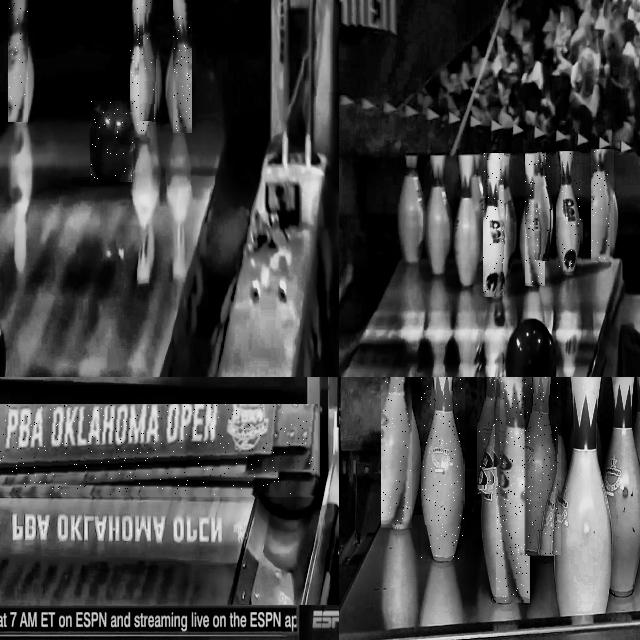 PBA OKLAHOMA OPEN
PBA OKLAHOMA OPEN
at 7 AM ET on ESPN and streaming live on the ESPN ap